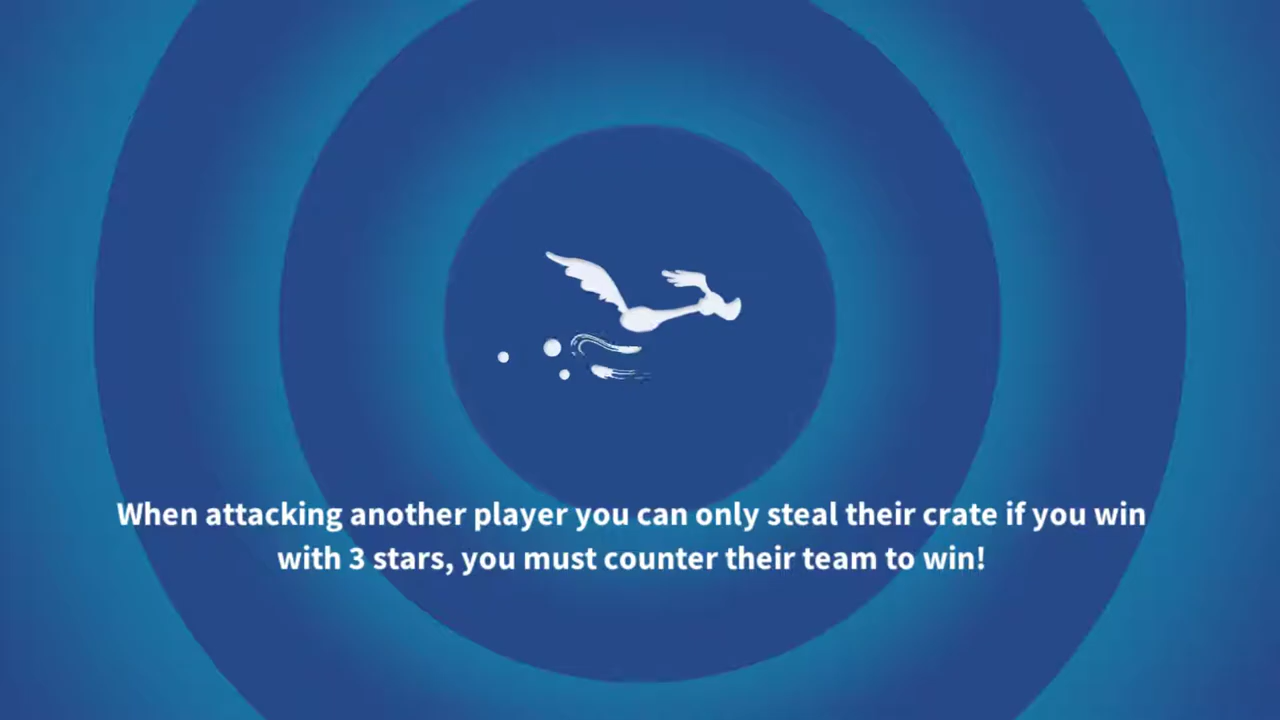 When attacking another player you can only steal their crate if you win
with 3 stars, you must counter their team to win!